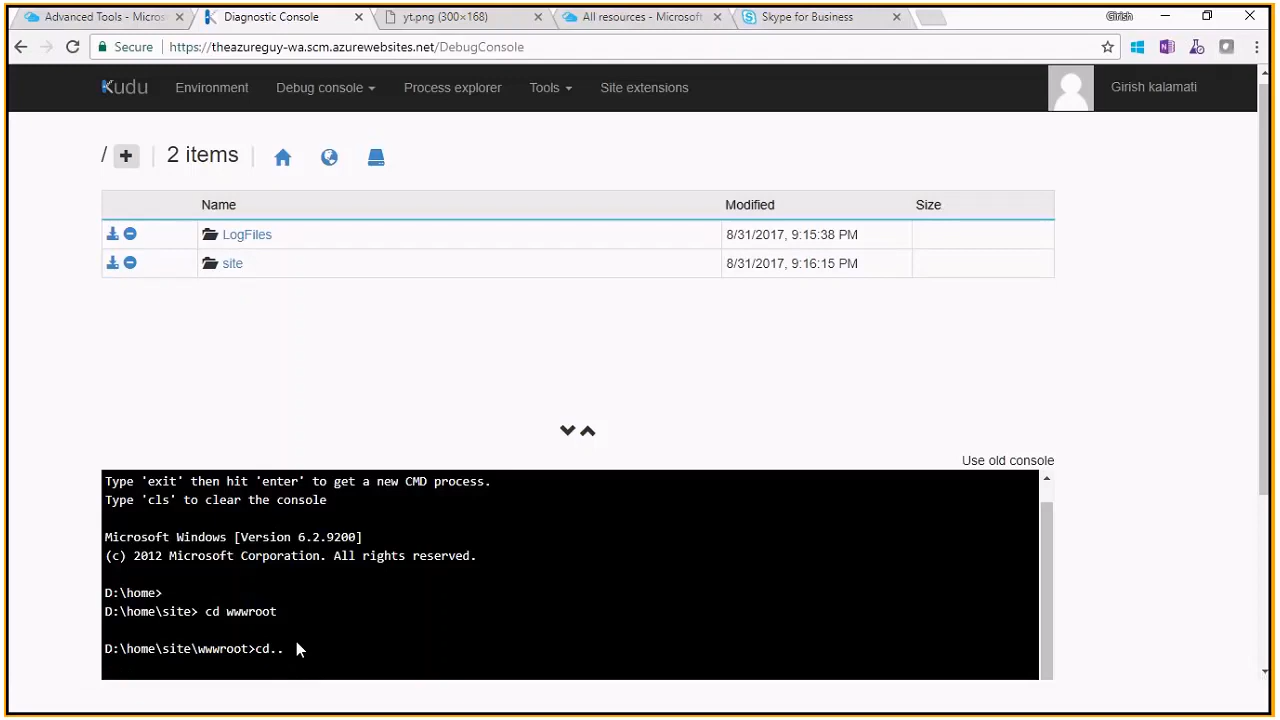 Advanced Tools - Micros
Diagnostic Console
ytipng (300×168)
All resources - Microsoft
Skype for Business
Girish
Secure
https://theazureguy-wa.scm.azurewebsites.net/DebugConsole
Kudu
Environment
Debug console
Process explorer
Tools
Site extensions
Girish kalamati
/ + 2 items
Name Modified Size
LogFiles 8/31/2017, 9:15:38 PM
site 8/31/2017, 9:16:15 PM
Use old console
Type 'exit' then hit 'enter' to get a new CMD process.
Type 'cls' to clear the console
Microsoft Windows [Version 6.2.9200]
(c) 2012 Microsoft Corporation. All rights reserved.
D:\home>
D:\home\site> cd wwwroot
D:\home\site\wwwroot>cd..